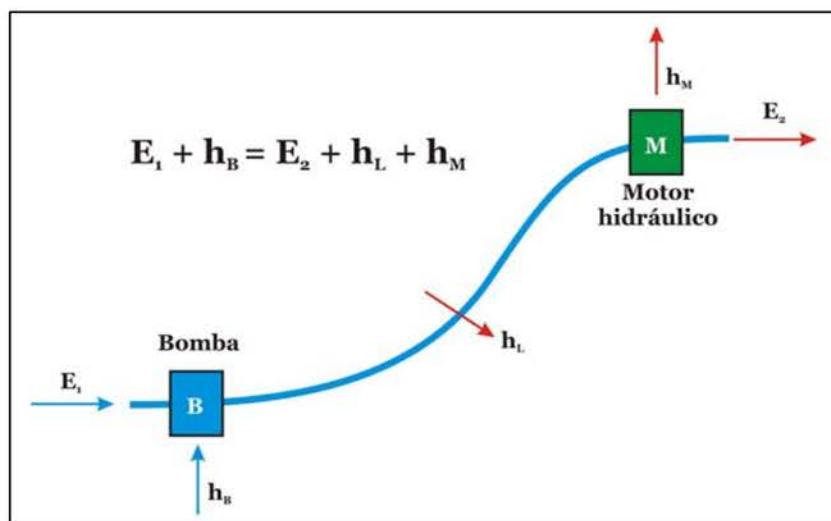 h_M
E₂
E₁ + h_B = E₂ + h_L + h_M
M
Motor
hidráulico
h_L
Bomba
E₁
B
h_B